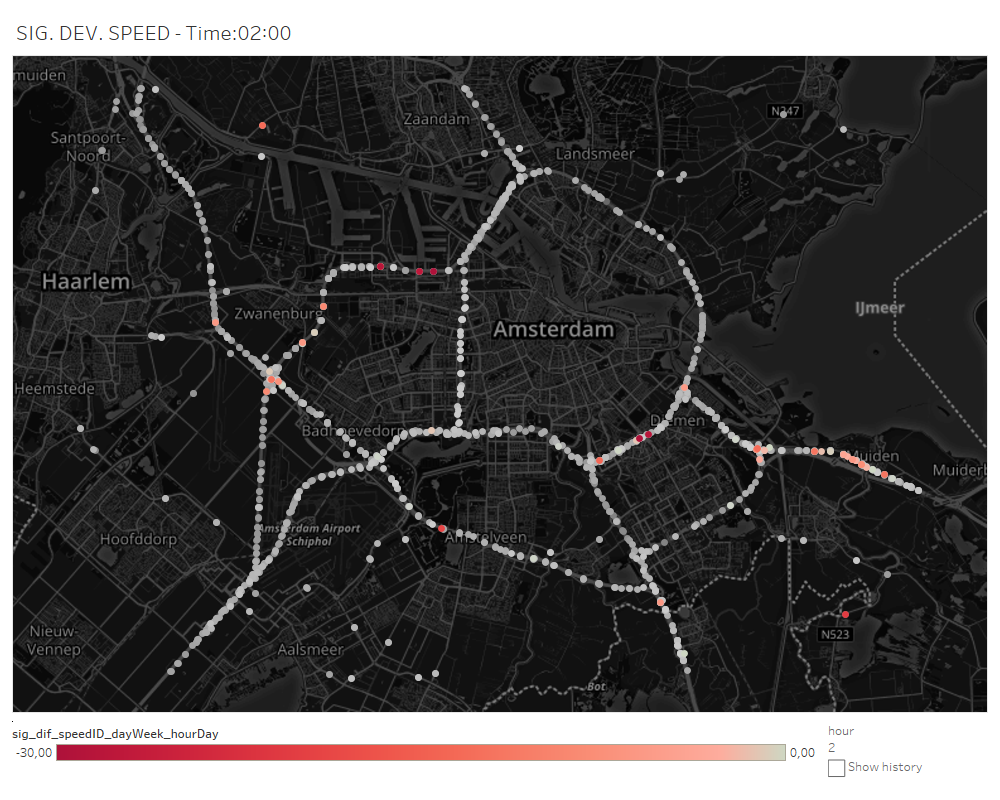 SIG. DEV. SPEED - Time:02:00
muiden
Zaandam
N247
Santpoort-
Noord
Landsmeer
Haarlem
Zwanenburg
IJmeer
Amsterdam
Heemstede
Badhoevedorp
Diemen
Muiden
Muiderb
Amsterdam Airport
Schiphol
Amstelveen
Hoofddorp
Nieuw-
Vennep
Aalsmeer
N523
Bot
sig_dif_speedID_dayWeek_hourDay
-30,00
0,00
hour
2
Show history